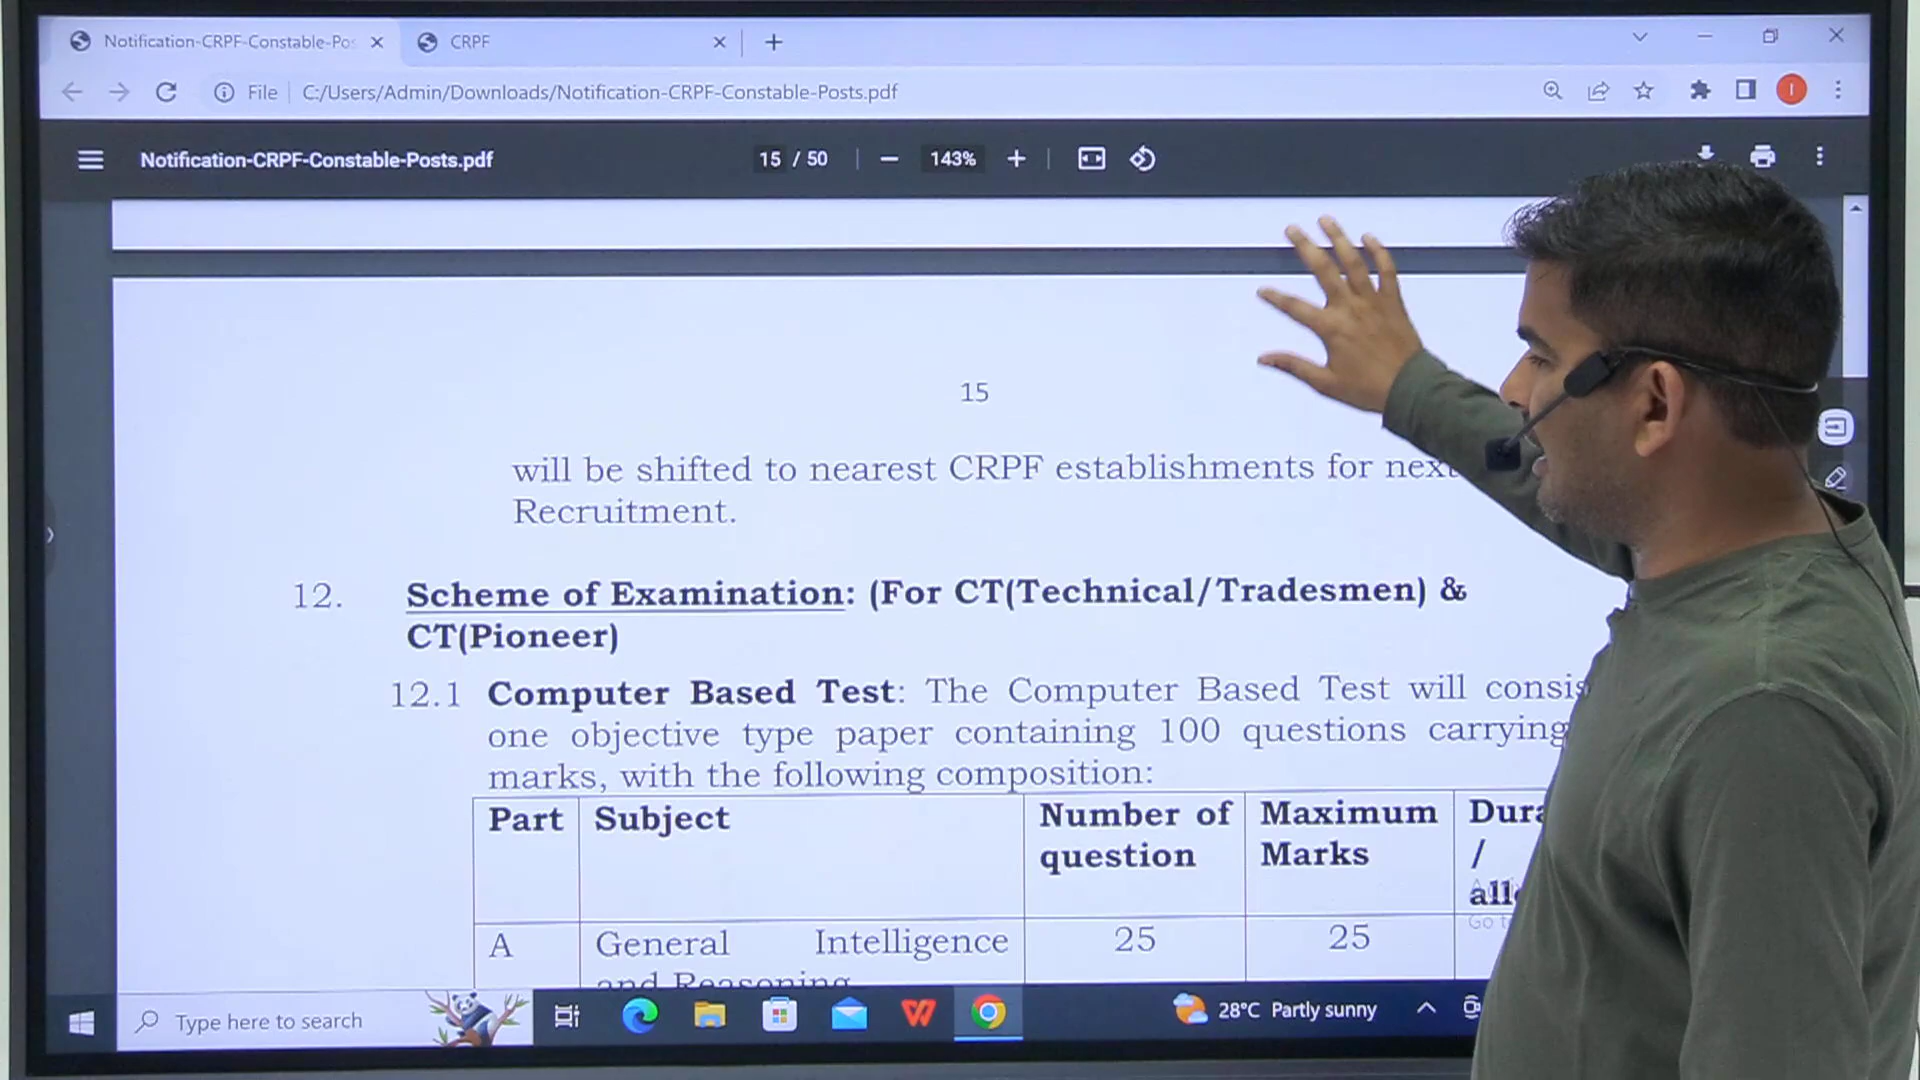 Notification-CRPF-Constable-Pos
CRPF
File
C:/Users/Admin/Downloads/Notification-CRPF-Constable-Posts.pdf
I
Notification-CRPF-Constable-Posts.pdf
15 / 50
143%
15
will be shifted to nearest CRPF establishments for next
Recruitment.
12. Scheme of Examination: (For CT(Technical/Tradesmen) &
CT(Pioneer)
12.1 Computer Based Test: The Computer Based Test will consis
one objective type paper containing 100 questions carrying
marks, with the following composition:
Part Subject Number of question Maximum Marks Dura / allo
Go t
A General Intelligence and Reasoning 25 25
Type here to search
28°C Partly sunny